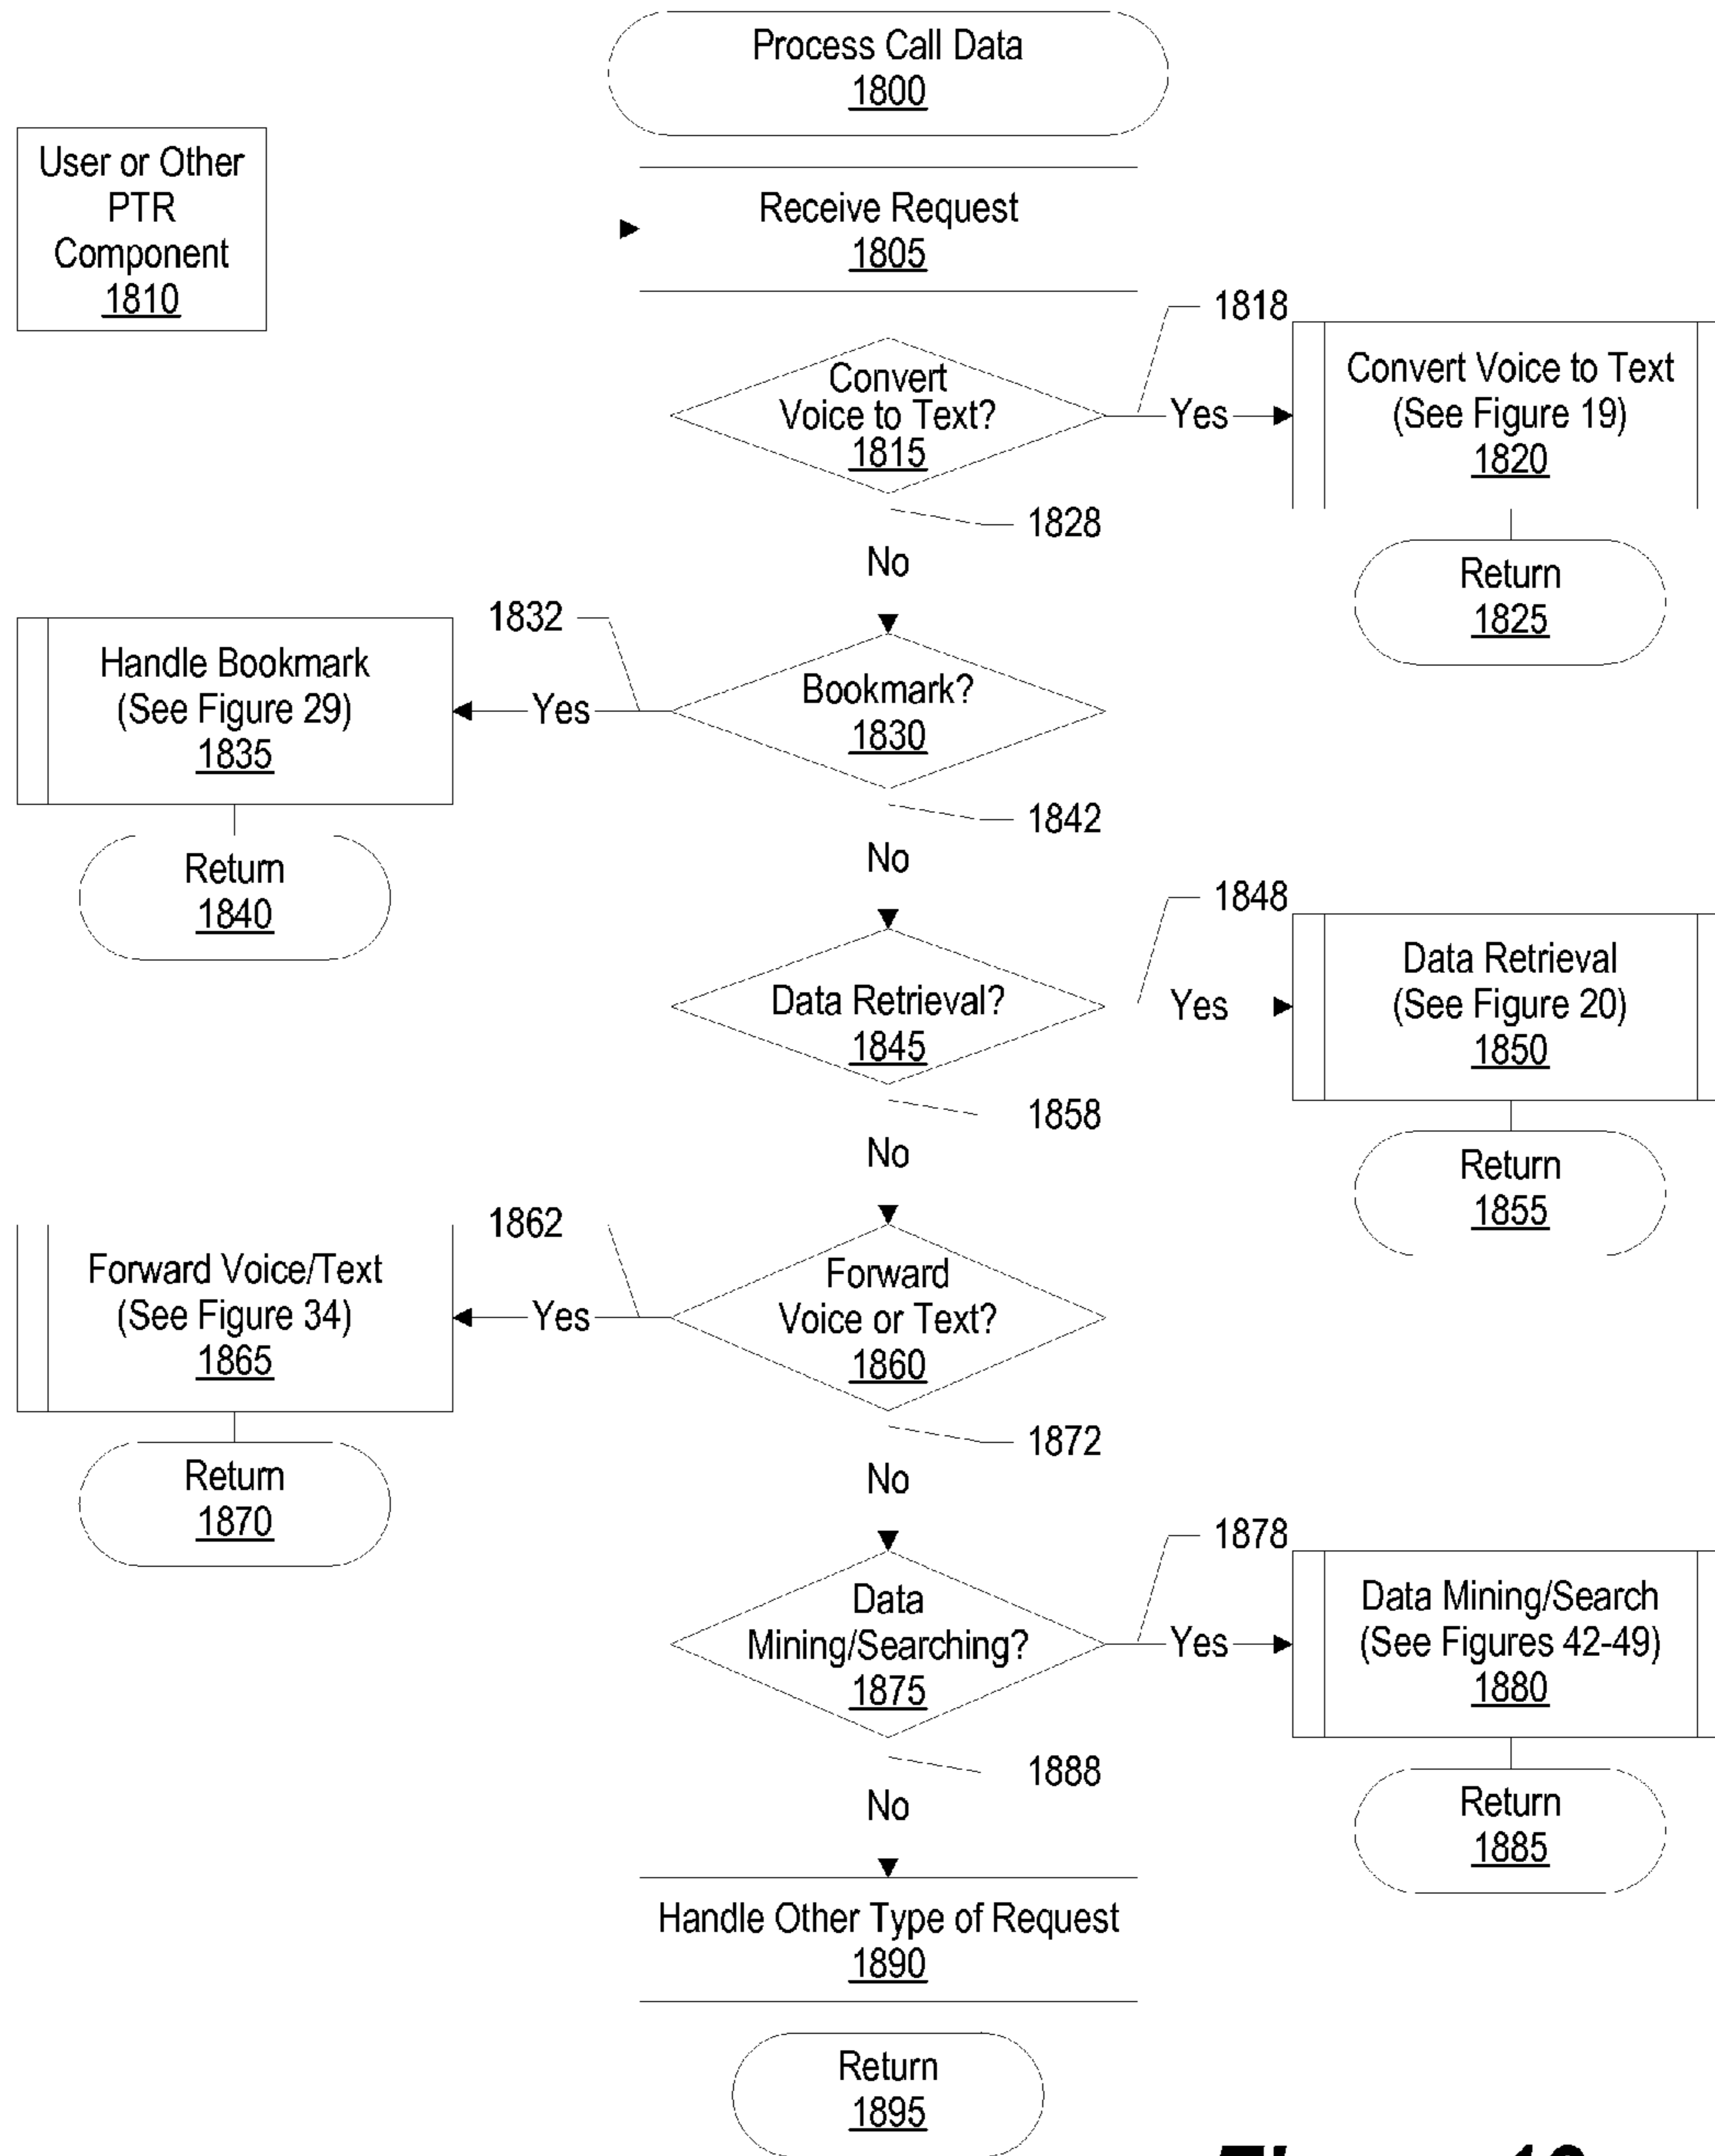 Process Call Data
1800
User or Other
PTR
Component
1810
Receive Request
1805
1818
Convert
Voice to Text?
1815
Yes
Convert Voice to Text
(See Figure 19)
1820
1828
No
Return
1825
1832
Handle Bookmark
(See Figure 29)
1835
Yes
Bookmark?
1830
1842
No
Return
1840
1848
Data Retrieval?
1845
Yes
Data Retrieval
(See Figure 20)
1850
1858
No
Return
1855
1862
Forward Voice/Text
(See Figure 34)
1865
Yes
Forward
Voice or Text?
1860
1872
No
Return
1870
1878
Data
Mining/Searching?
1875
Yes
Data Mining/Search
(See Figures 42-49)
1880
1888
No
Return
1885
Handle Other Type of Request
1890
Return
1895